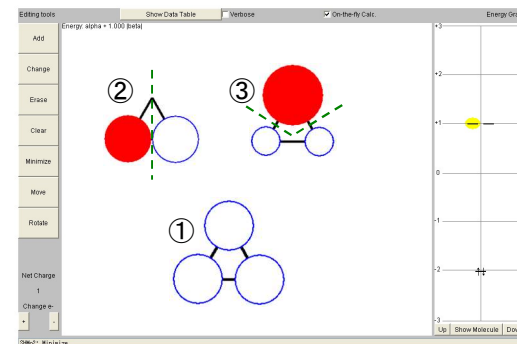 Editing tools
Show Data Table
Verbose
On-the-fly Calc.
Energy Gra
Energy: alpha + 1.000 |beta|
Add
Change
Erase
Clear
Minimize
Move
Rotate
Net Charge
1
Change e-
+ -
②
③
①
+3
+2
+1
0
-1
-2
-3
Up Show Molecule Dow